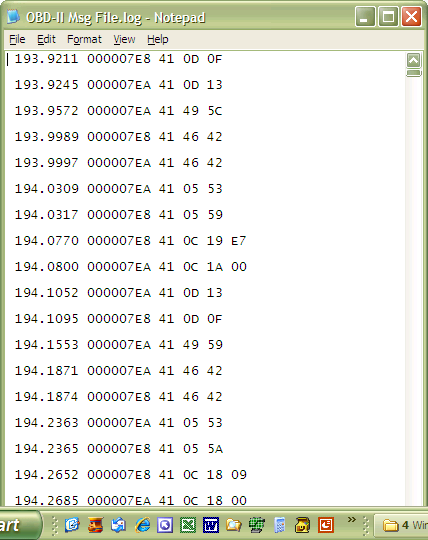 OBD-II Msg File.log - Notepad
File Edit Format View Help
193.9211 000007E8 41 0D 0F
193.9245 000007EA 41 0D 13
193.9572 000007EA 41 49 5C
193.9989 000007E8 41 46 42
193.9997 000007EA 41 46 42
194.0309 000007EA 41 05 53
194.0317 000007E8 41 05 59
194.0770 000007E8 41 0C 19 E7
194.0800 000007EA 41 0C 1A 00
194.1052 000007EA 41 0D 13
194.1095 000007E8 41 0D 0F
194.1553 000007EA 41 49 59
194.1871 000007EA 41 46 42
194.1874 000007E8 41 46 42
194.2363 000007EA 41 05 53
194.2365 000007E8 41 05 5A
194.2652 000007E8 41 0C 18 09
194.2685 000007EA 41 0C 18 00
art
W
»
4 Win